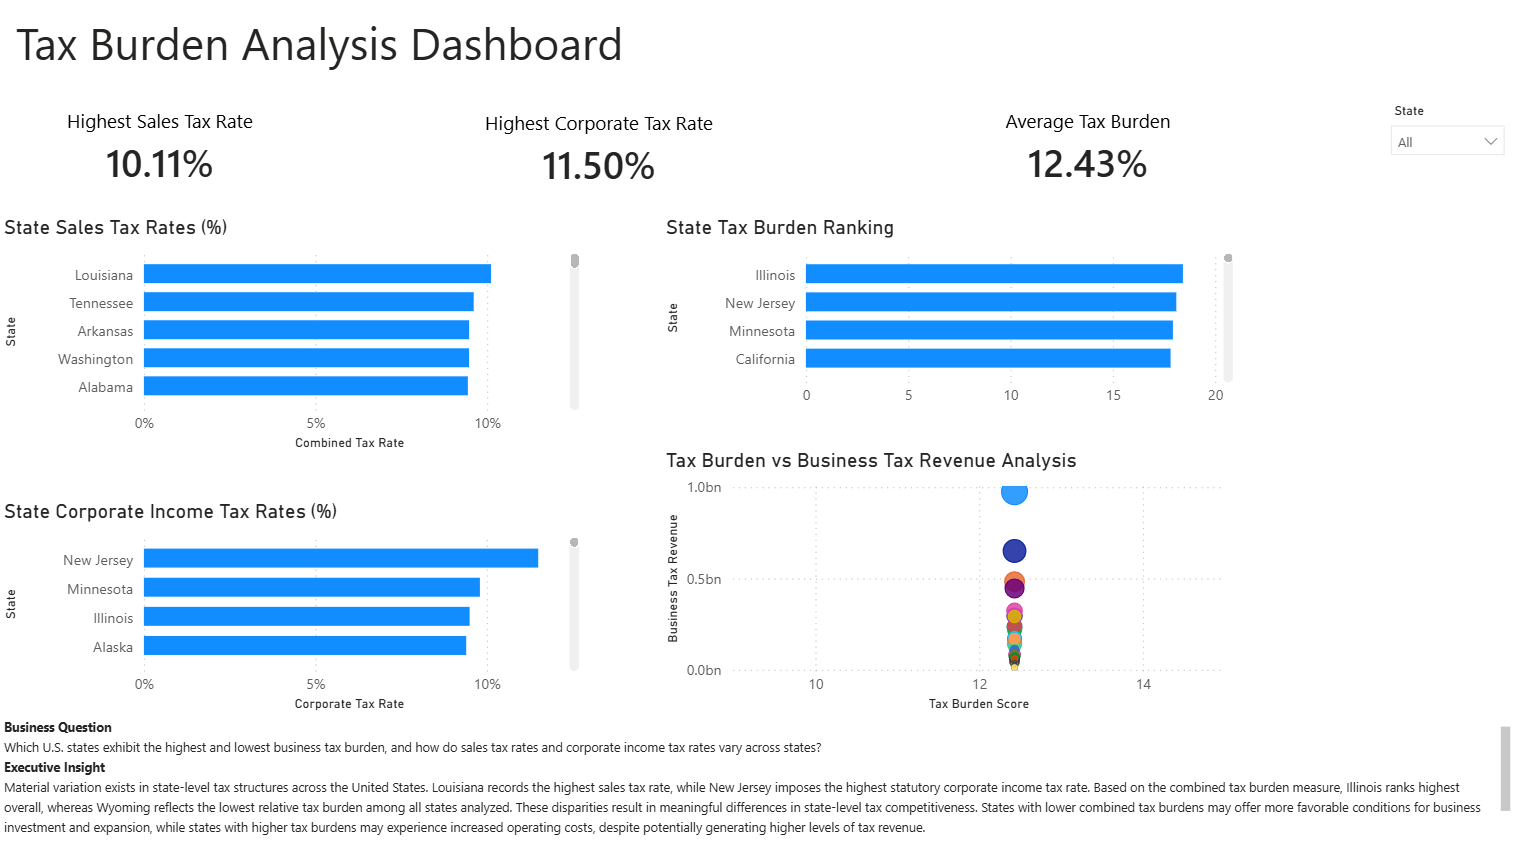 Tax Burden Analysis Dashboard
Highest Sales Tax Rate
10.11%
Highest Corporate Tax Rate
11.50%
Average Tax Burden
12.43%
State
All
State Sales Tax Rates (%)
State
Louisiana
Tennessee
Arkansas
Washington
Alabama
0% 5% 10%
Combined Tax Rate
State Tax Burden Ranking
State
Illinois
New Jersey
Minnesota
California
0 5 10 15 20
State Corporate Income Tax Rates (%)
State
New Jersey
Minnesota
Illinois
Alaska
0% 5% 10%
Corporate Tax Rate
Tax Burden vs Business Tax Revenue Analysis
Business Tax Revenue
1.0bn
0.5bn
0.0bn
10 12 14
Tax Burden Score
Business Question
Which U.S. states exhibit the highest and lowest business tax burden, and how do sales tax rates and corporate income tax rates vary across states?
Executive Insight
Material variation exists in state-level tax structures across the United States. Louisiana records the highest sales tax rate, while New Jersey imposes the highest statutory corporate income tax rate. Based on the combined tax burden measure, Illinois ranks highest
overall, whereas Wyoming reflects the lowest relative tax burden among all states analyzed. These disparities result in meaningful differences in state-level tax competitiveness. States with lower combined tax burdens may offer more favorable conditions for business
investment and expansion, while states with higher tax burdens may experience increased operating costs, despite potentially generating higher levels of tax revenue.